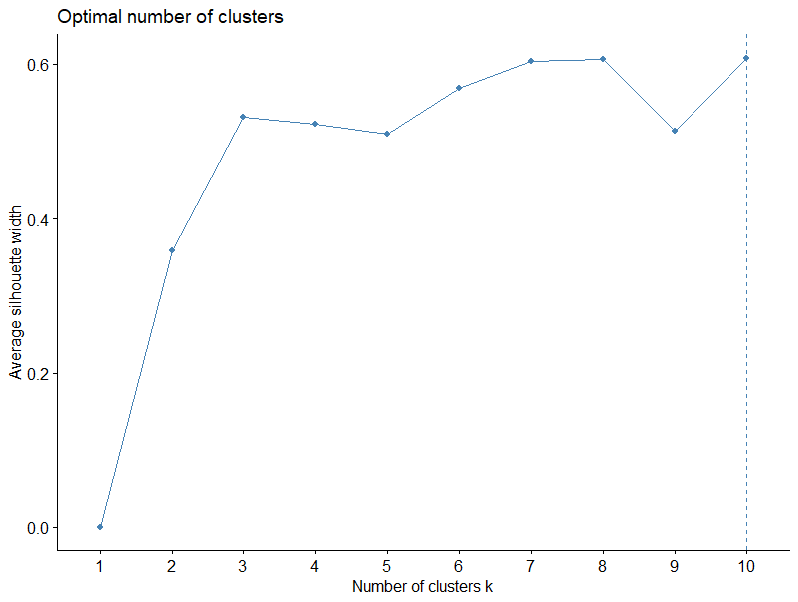 Optimal number of clusters
0.6
0.4
0.2
0.0
Average silhouette width
1 2 3 4 5 6 7 8 9 10
Number of clusters k